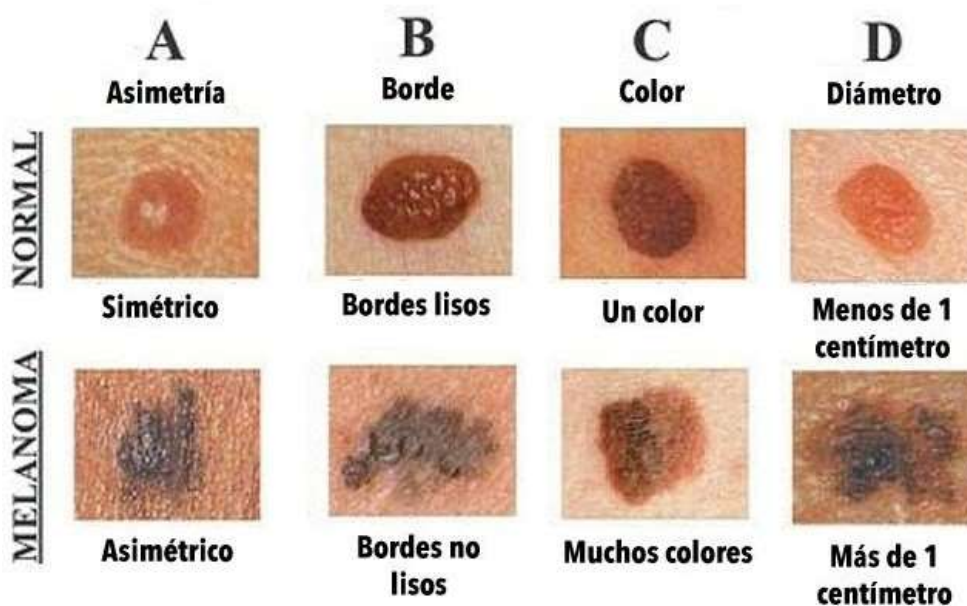 A B C D
Asimetría Borde Color Diámetro
NORMAL
Simétrico Bordes lisos Un color Menos de 1
centímetro
MELANOMA
Asimétrico Bordes no
lisos Muchos colores Más de 1
centímetro